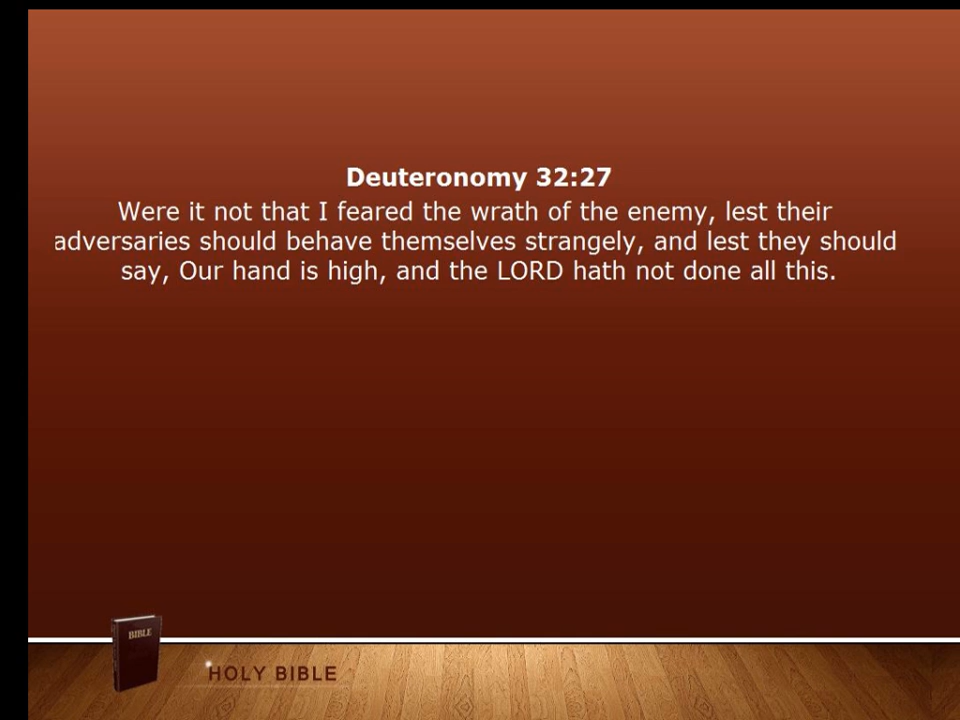 Deuteronomy 32:27
Were it not that I feared the wrath of the enemy, lest their
adversaries should behave themselves strangely, and lest they should
say, Our hand is high, and the LORD hath not done all this.
BIBLE
HOLY BIBLE